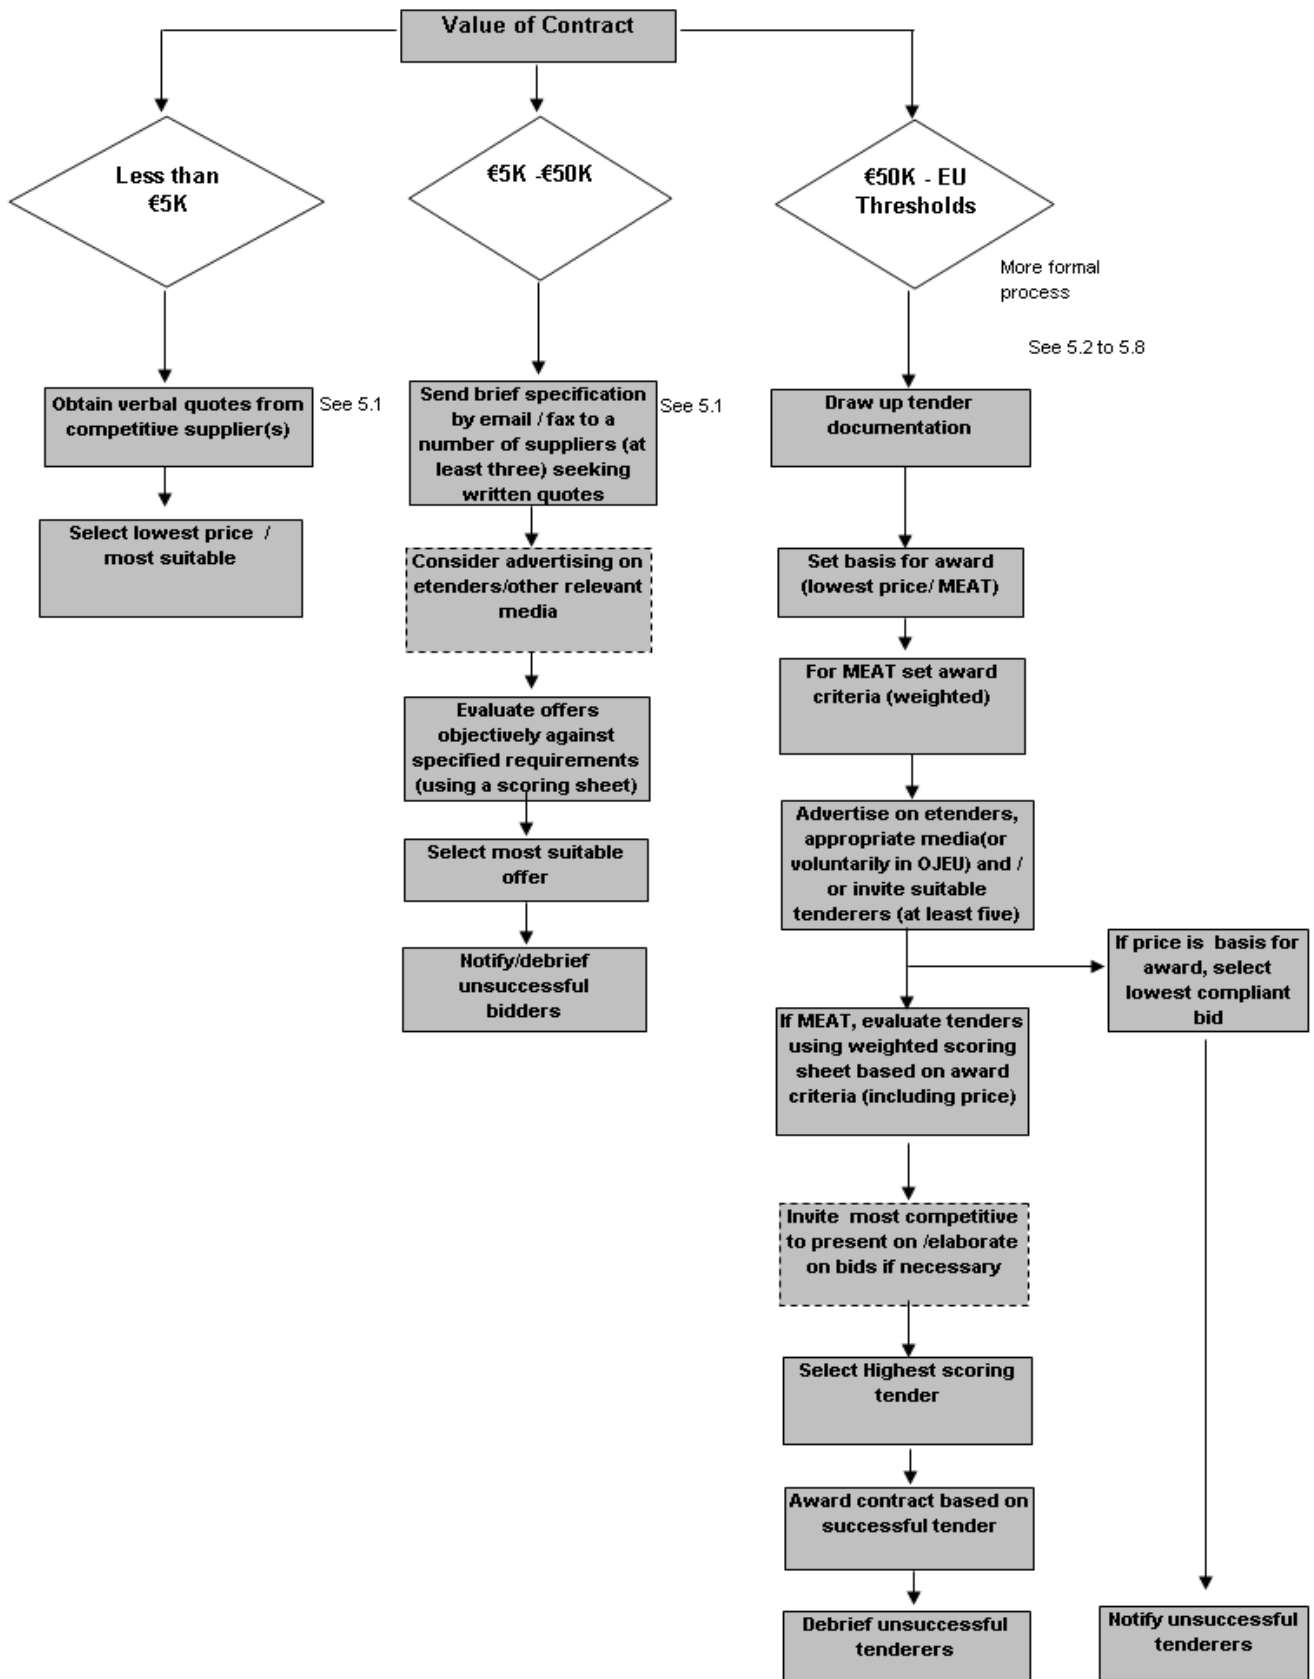 Value of Contract
Less than
€5K
Obtain verbal quotes from
competitive supplier(s)
See 5.1
Select lowest price /
most suitable
€5K -€50K
Send brief specification
by email / fax to a
number of suppliers (at
least three) seeking
written quotes
See 5.1
Consider advertising on
etenders/other relevant
media
Evaluate offers
objectively against
specified requirements
(using a scoring sheet)
Select most suitable
offer
Notify/debrief
unsuccessful
bidders
€50K - EU
Thresholds
More formal
process
See 5.2 to 5.8
Draw up tender
documentation
Set basis for award
(lowest price/ MEAT)
For MEAT set award
criteria (weighted)
Advertise on etenders,
appropriate media(or
voluntarily in OJEU) and /
or invite suitable
tenderers (at least five)
If MEAT, evaluate tenders
using weighted scoring
sheet based on award
criteria (including price)
Invite most competitive
to present on /elaborate
on bids if necessary
Select Highest scoring
tender
Award contract based on
successful tender
Debrief unsuccessful
tenderers
If price is basis for
award, select
lowest compliant
bid
Notify unsuccessful
tenderers